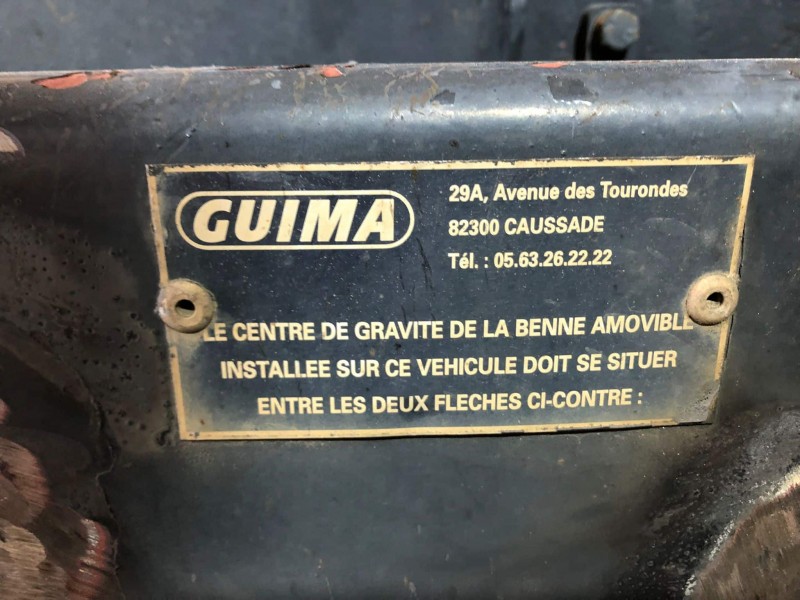 GUIMA
29A, Avenue des Tourondes
82300 CAUSSADE
Tél. : 05.63.26.22.22
LE CENTRE DE GRAVITE DE LA BENNE AMOVIBLE
INSTALLEE SUR CE VEHICULE DOIT SE SITUER
ENTRE LES DEUX FLECHES CI-CONTRE :